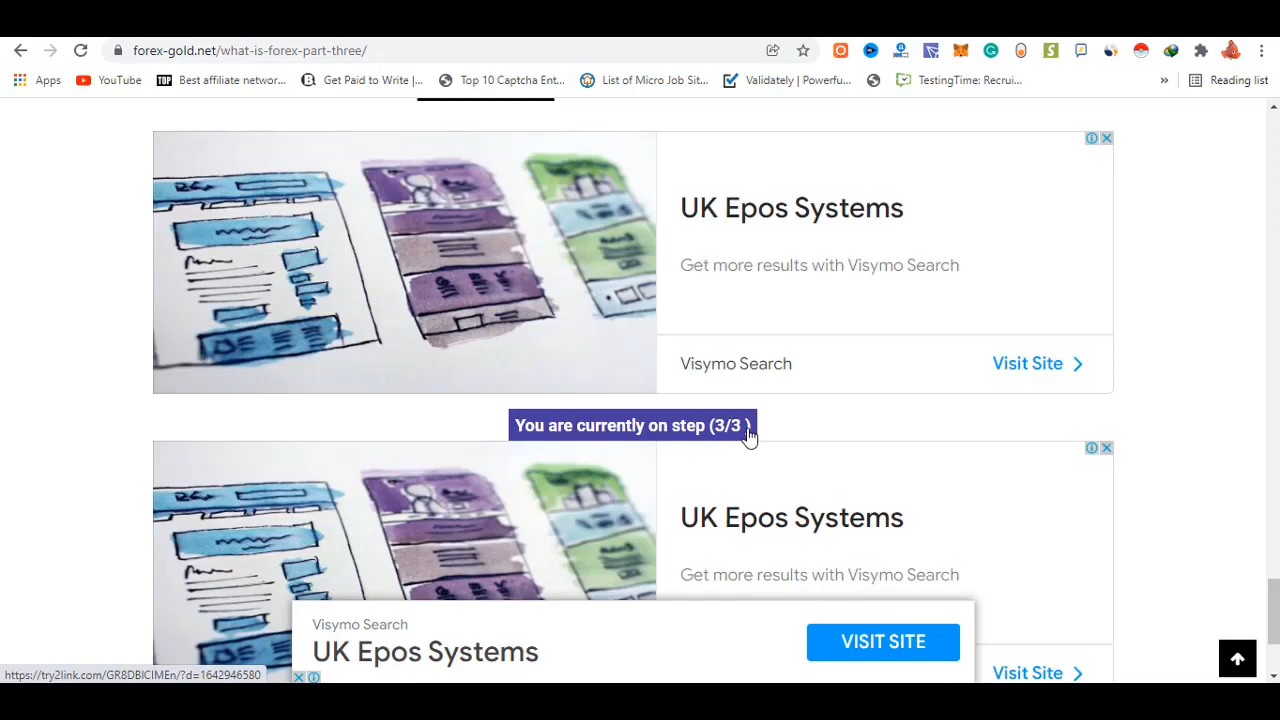 forex-gold.net/what-is-forex-part-three/
Apps
YouTube
TOP
Best affiliate networ...
Get Paid to Write |...
Top 10 Captcha Ent...
List of Micro Job Sit...
Validately | Powerfu...
TestingTime: Recrui...
»
Reading list
UK Epos Systems
Get more results with Visymo Search
Visymo Search
Visit Site
You are currently on step (3/3 )
UK Epos Systems
Get more results with Visymo Search
Visit Site
Visymo Search
UK Epos Systems
VISIT SITE
https://try2link.com/GR8DBICIMEn/?d=1642946580